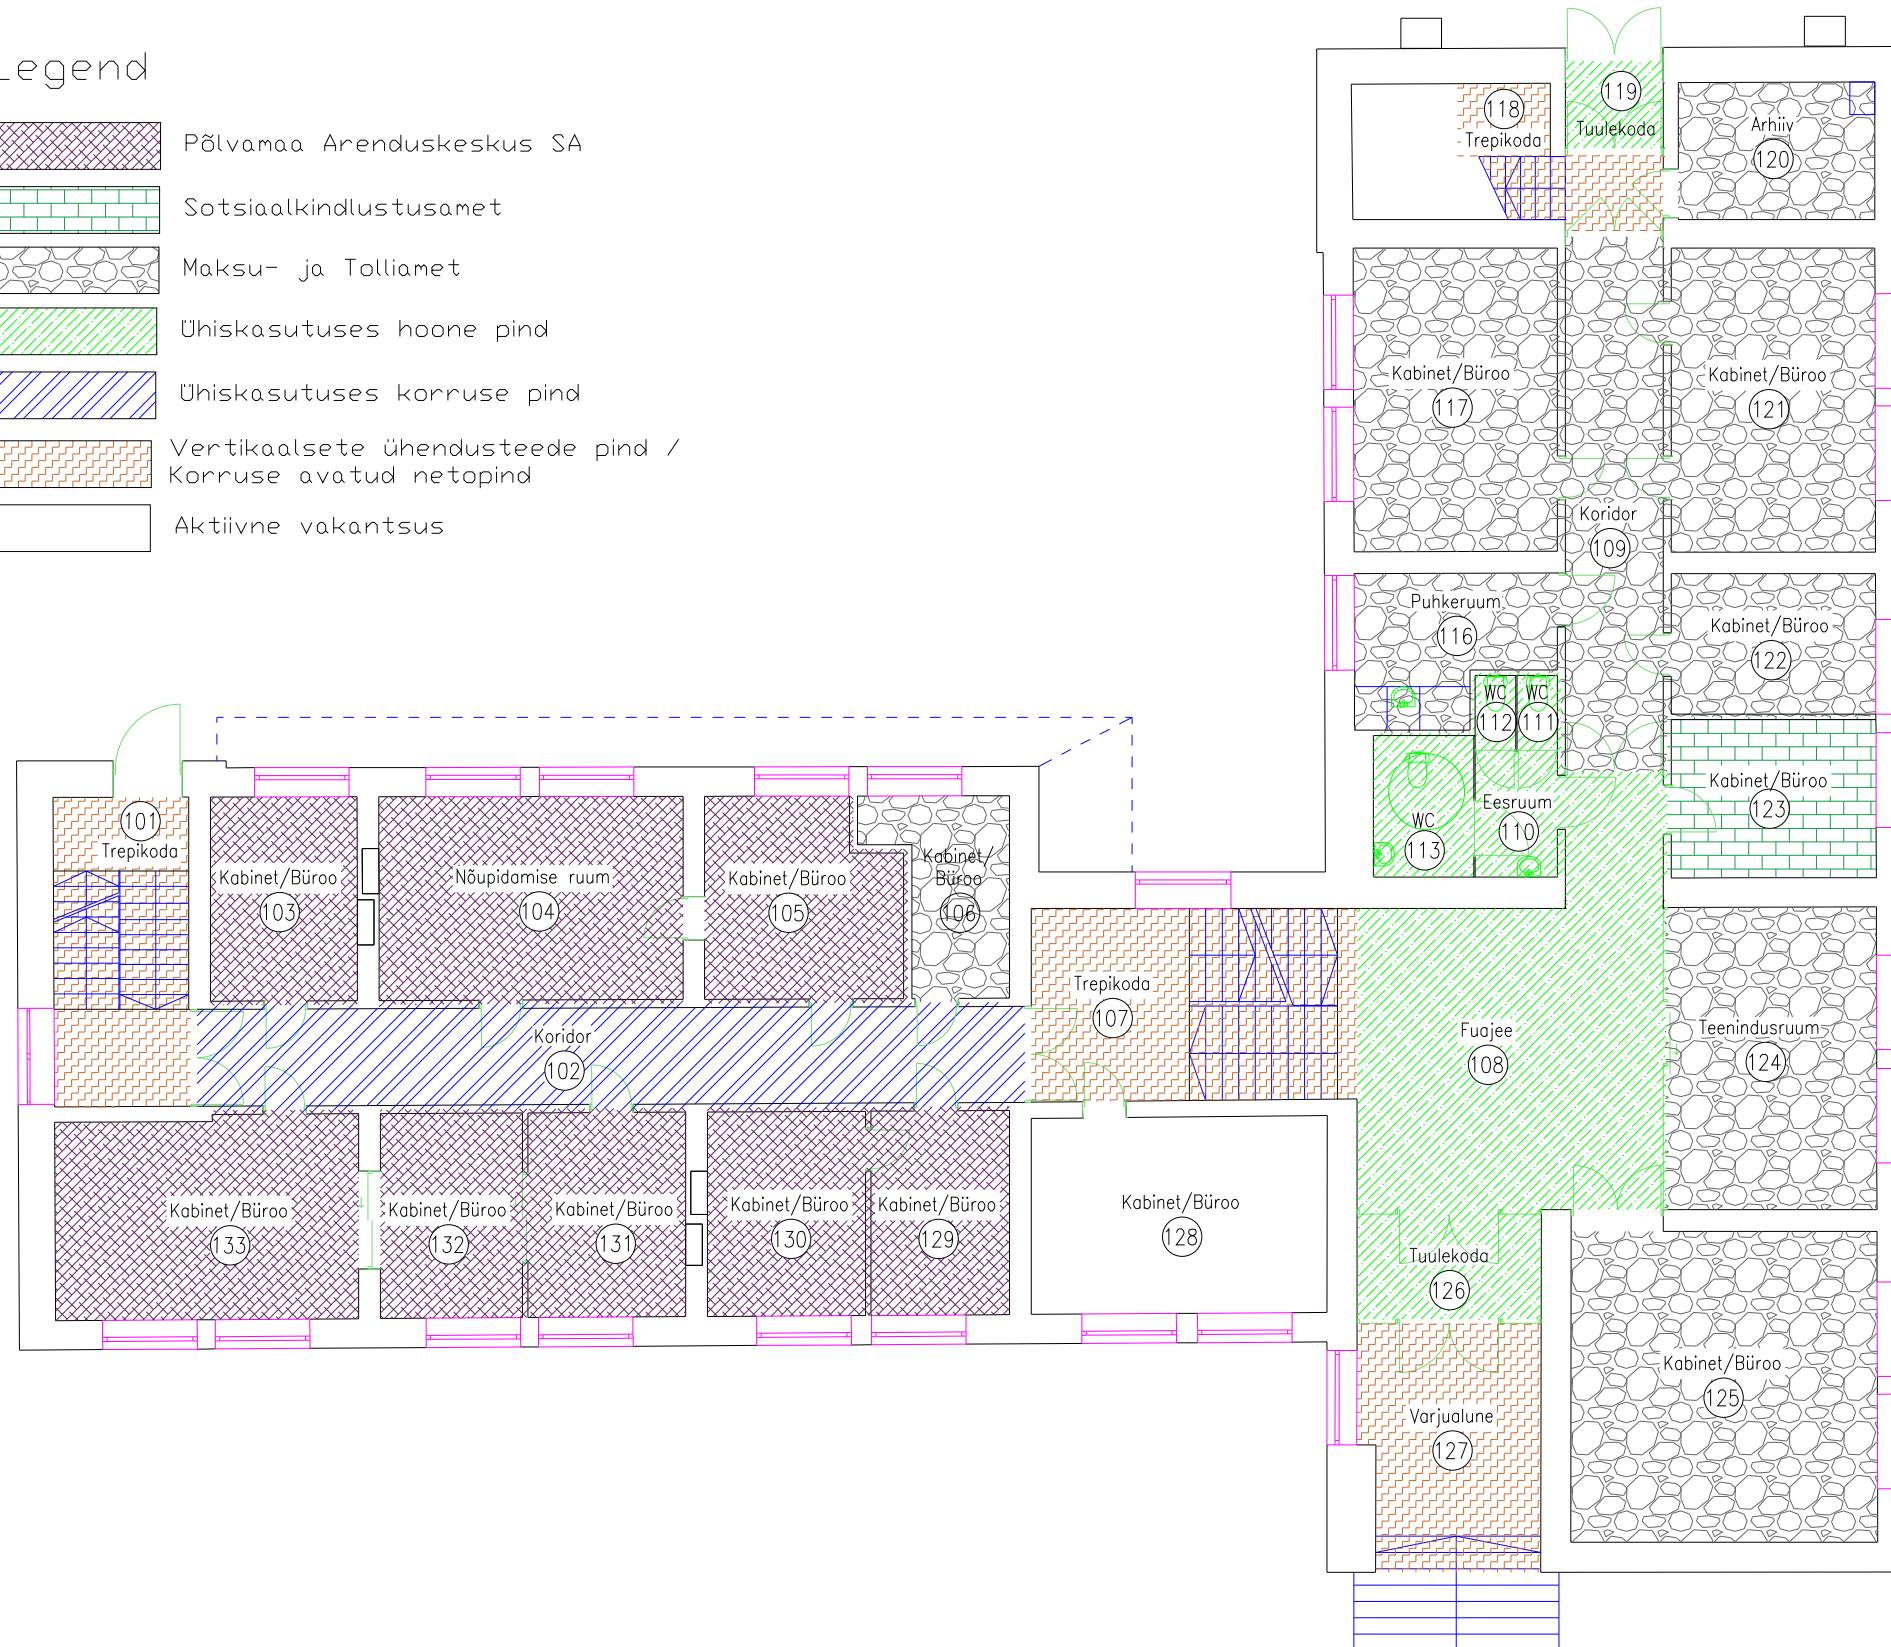 Legend
Põlvamaa Arenduskeskus SA
Sotsiaalkindlustusamet
Maksu- ja Tolliamet
Ühiskasutuses hoone pind
Ühiskasutuses korruse pind
Vertikaalsete ühendusteede pind /
Korruse avatud netopind
Aktiivne vakantsus
118
Trepikoda
119
Tuulekoda
Arhiiv
120
Kabinet/Büroo
117
Kabinet/Büroo
121
Koridor
109
Puhkeruum
116
Kabinet/Büroo
122
WC
112
WC
111
Kabinet/Büroo
123
Eesruum
110
WC
113
101
Trepikoda
Kabinet/Büroo
103
Nõupidamise ruum
104
Kabinet/Büroo
105
Kabinet/
Büroo
106
Koridor
102
Trepikoda
107
Fuajee
108
Teenindusruum
124
Kabinet/Büroo
133
Kabinet/Büroo
132
Kabinet/Büroo
131
Kabinet/Büroo
130
Kabinet/Büroo
129
Kabinet/Büroo
128
Tuulekoda
126
Kabinet/Büroo
125
Varjualune
127